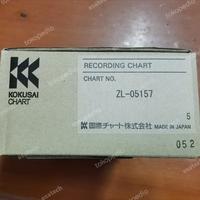 RECORDING CHART
CHART NO.
ZL-05157
KOKUSAI
CHART
5
国際チャート株式会社 MADE IN JAPAN
052
tokopedia